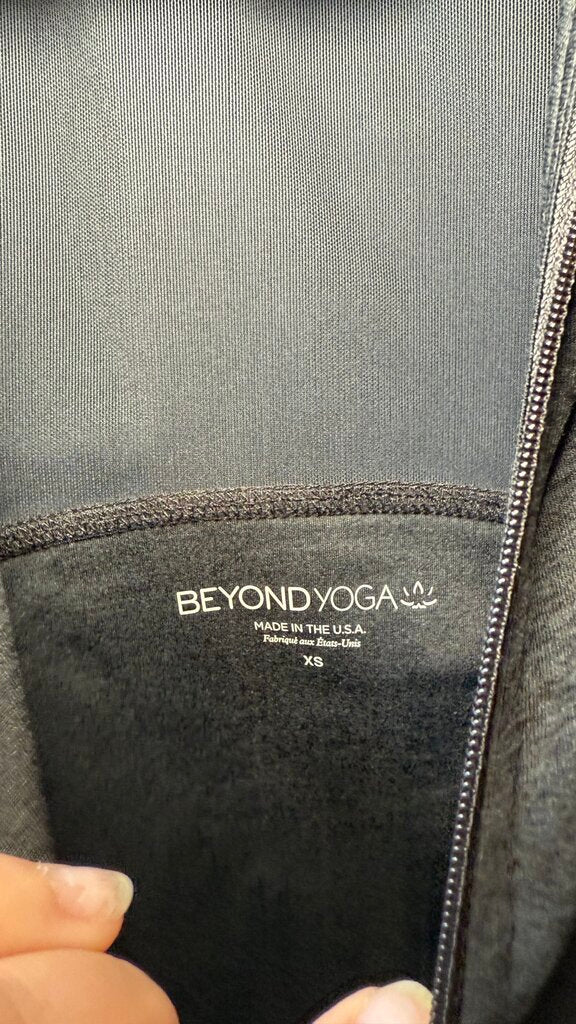 BEYOND YOGA
MADE IN THE U.S.A.
Fabriqué aux États-Unis
XS